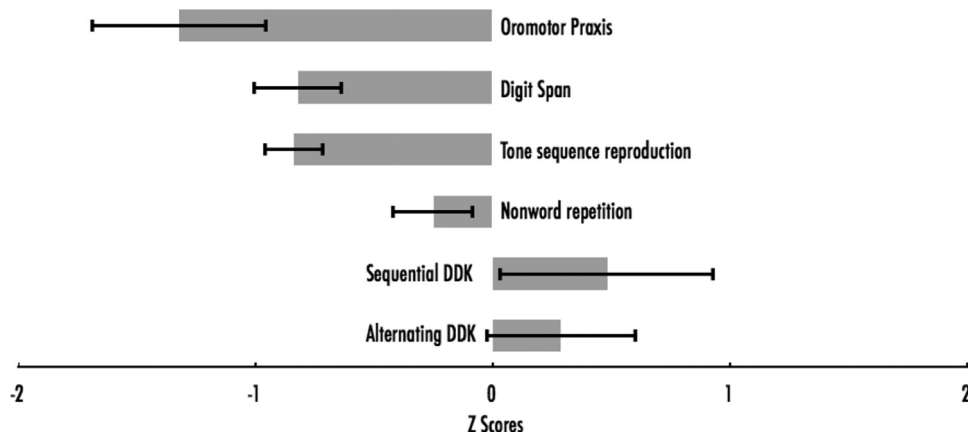 Oromotor Praxis
Digit Span
Tone sequence reproduction
Nonword repetition
Sequential DDK
Alternating DDK
-2 -1 0 1 2
Z Scores